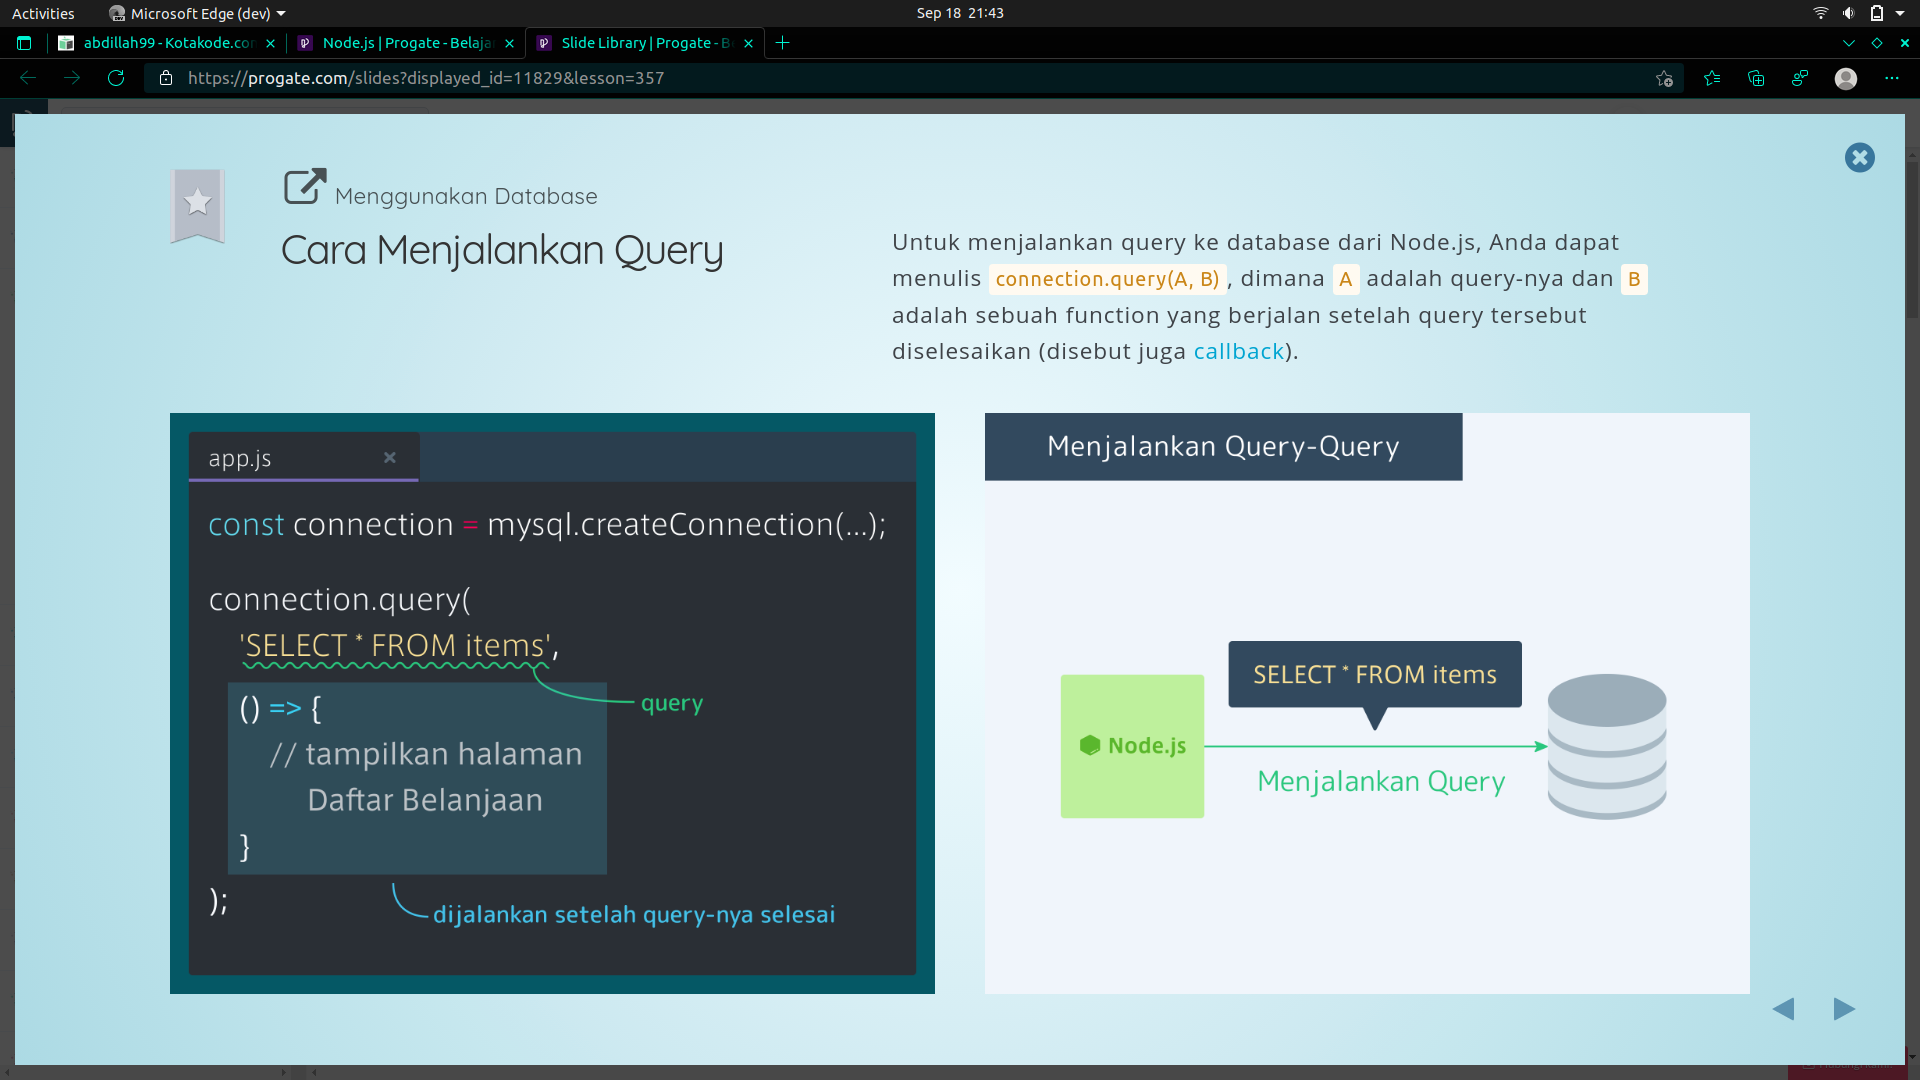 Activities
Microsoft Edge (dev)
Sep 18 21:43
abdillah99 - Kotakode.con
Node.js | Progate - Belaja
Slide Library | Progate - B
https://progate.com/slides?displayed_id=11829&lesson=357
Menggunakan Database
Cara Menjalankan Query
Untuk menjalankan query ke database dari Node.js, Anda dapat
menulis connection.query(A, B), dimana A adalah query-nya dan B
adalah sebuah function yang berjalan setelah query tersebut
diselesaikan (disebut juga callback).
app.js
const connection = mysql.createConnection(...);
connection.query(
'SELECT * FROM items',
query
() => {
// tampilkan halaman
Daftar Belanjaan
}
);
dijalankan setelah query-nya selesai
Menjalankan Query-Query
SELECT * FROM items
Node.js
Menjalankan Query